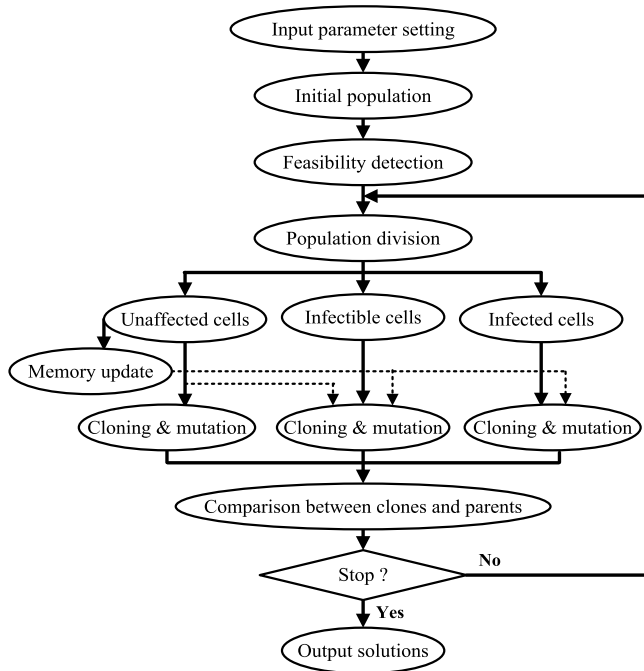 Input parameter setting
Initial population
Feasibility detection
Population division
Unaffected cells
Infectible cells
Infected cells
Memory update
Cloning & mutation
Cloning & mutation
Cloning & mutation
Comparison between clones and parents
Stop ?
No
Yes
Output solutions